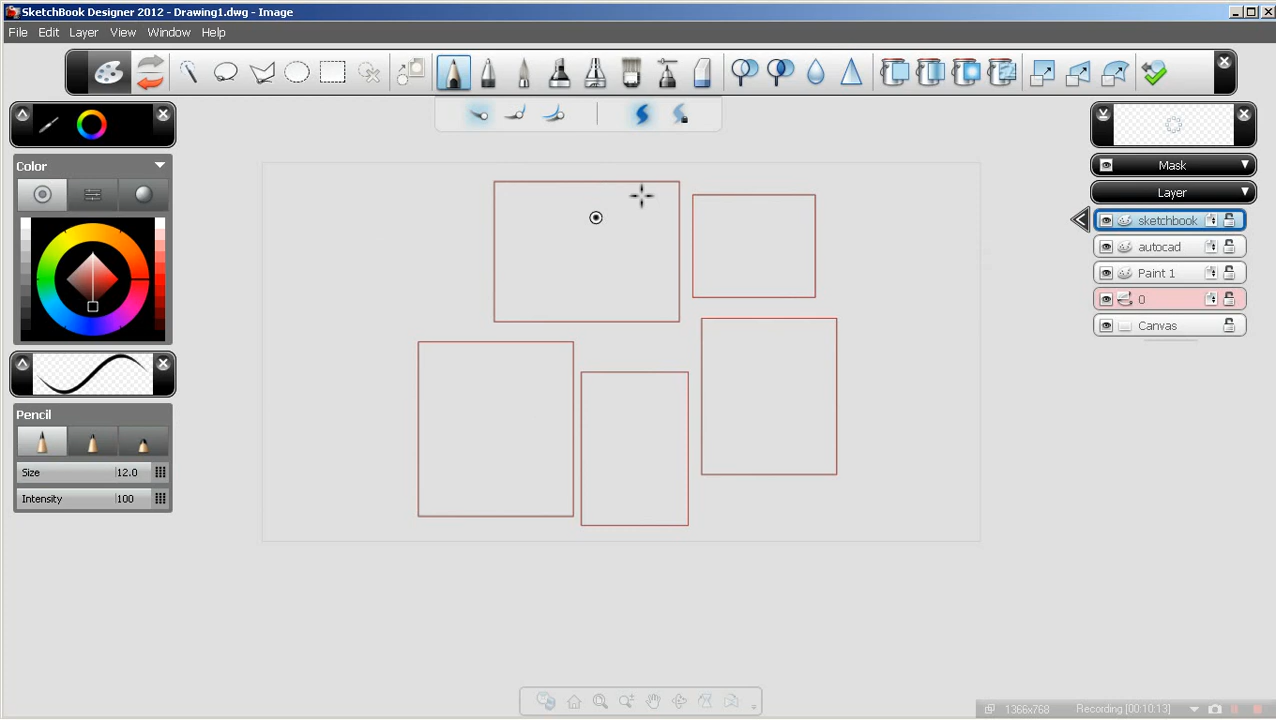 SketchBook Designer 2012 - Drawing1.dwg - Image
File Edit Layer View Window Help
Color
Pencil
Size 12.0
Intensity 100
Mask
Layer
sketchbook
autocad
Paint 1
0
Canvas
1366x768 Recording [00:10:13]